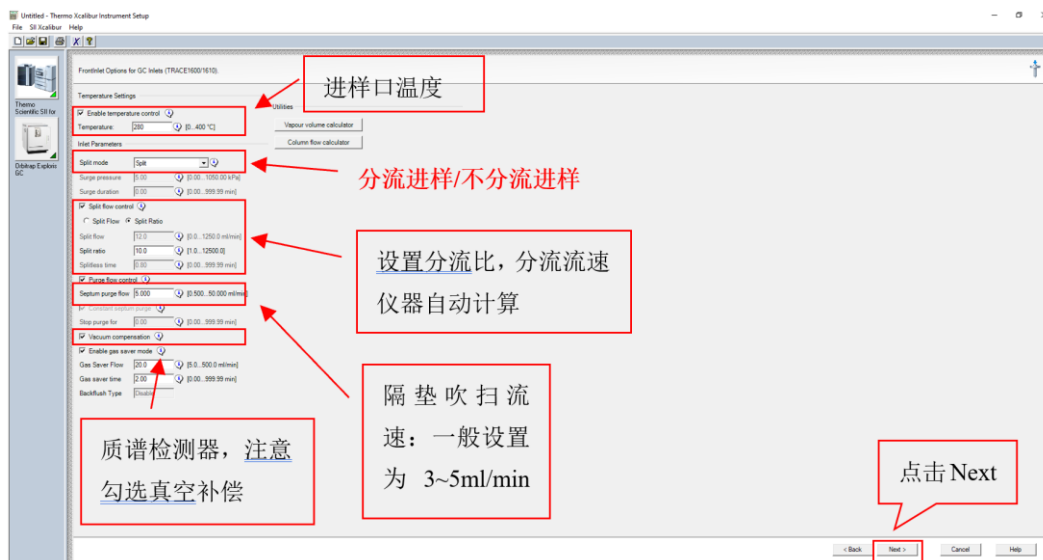 Untitled - Thermo Xcalibur Instrument Setup
File SII Xcalibur Help
Thermo
Scientific SII for
Orbitrap Exploris
GC
FrontInlet Options for GC Inlets (TRACE1600/1610).
Temperature Settings
Enable temperature control
Temperature: 280 [0...400 °C]
Inlet Parameters
Split mode Split
Surge pressure 5.00 [0.00...1050.00 kPa]
Surge duration 0.00 [0.00...999.99 min]
Split flow control
Split Flow Split Ratio
Split flow 12.0 [0.0...1250.0 ml/min]
Split ratio 10.0 [1.0...12500.0]
Splitless time 0.80 [0.00...999.99 min]
Purge flow control
Septum purge flow 5.000 [0.500...50.000 ml/min]
Constant septum purge
Stop purge for 0.00 [0.00...999.99 min]
Vacuum compensation
Enable gas saver mode
Gas Saver Flow 20.0 [5.0...500.0 ml/min]
Gas saver time 2.00 [0.00...999.99 min]
Backflush Type Disable
Utilities
Vapour volume calculator
Column flow calculator
进样口温度
分流进样/不分流进样
设置分流比，分流流速
仪器自动计算
隔垫吹扫流
速：一般设置
为 3~5ml/min
质谱检测器，注意
勾选真空补偿
点击 Next
< Back Next > Cancel Help